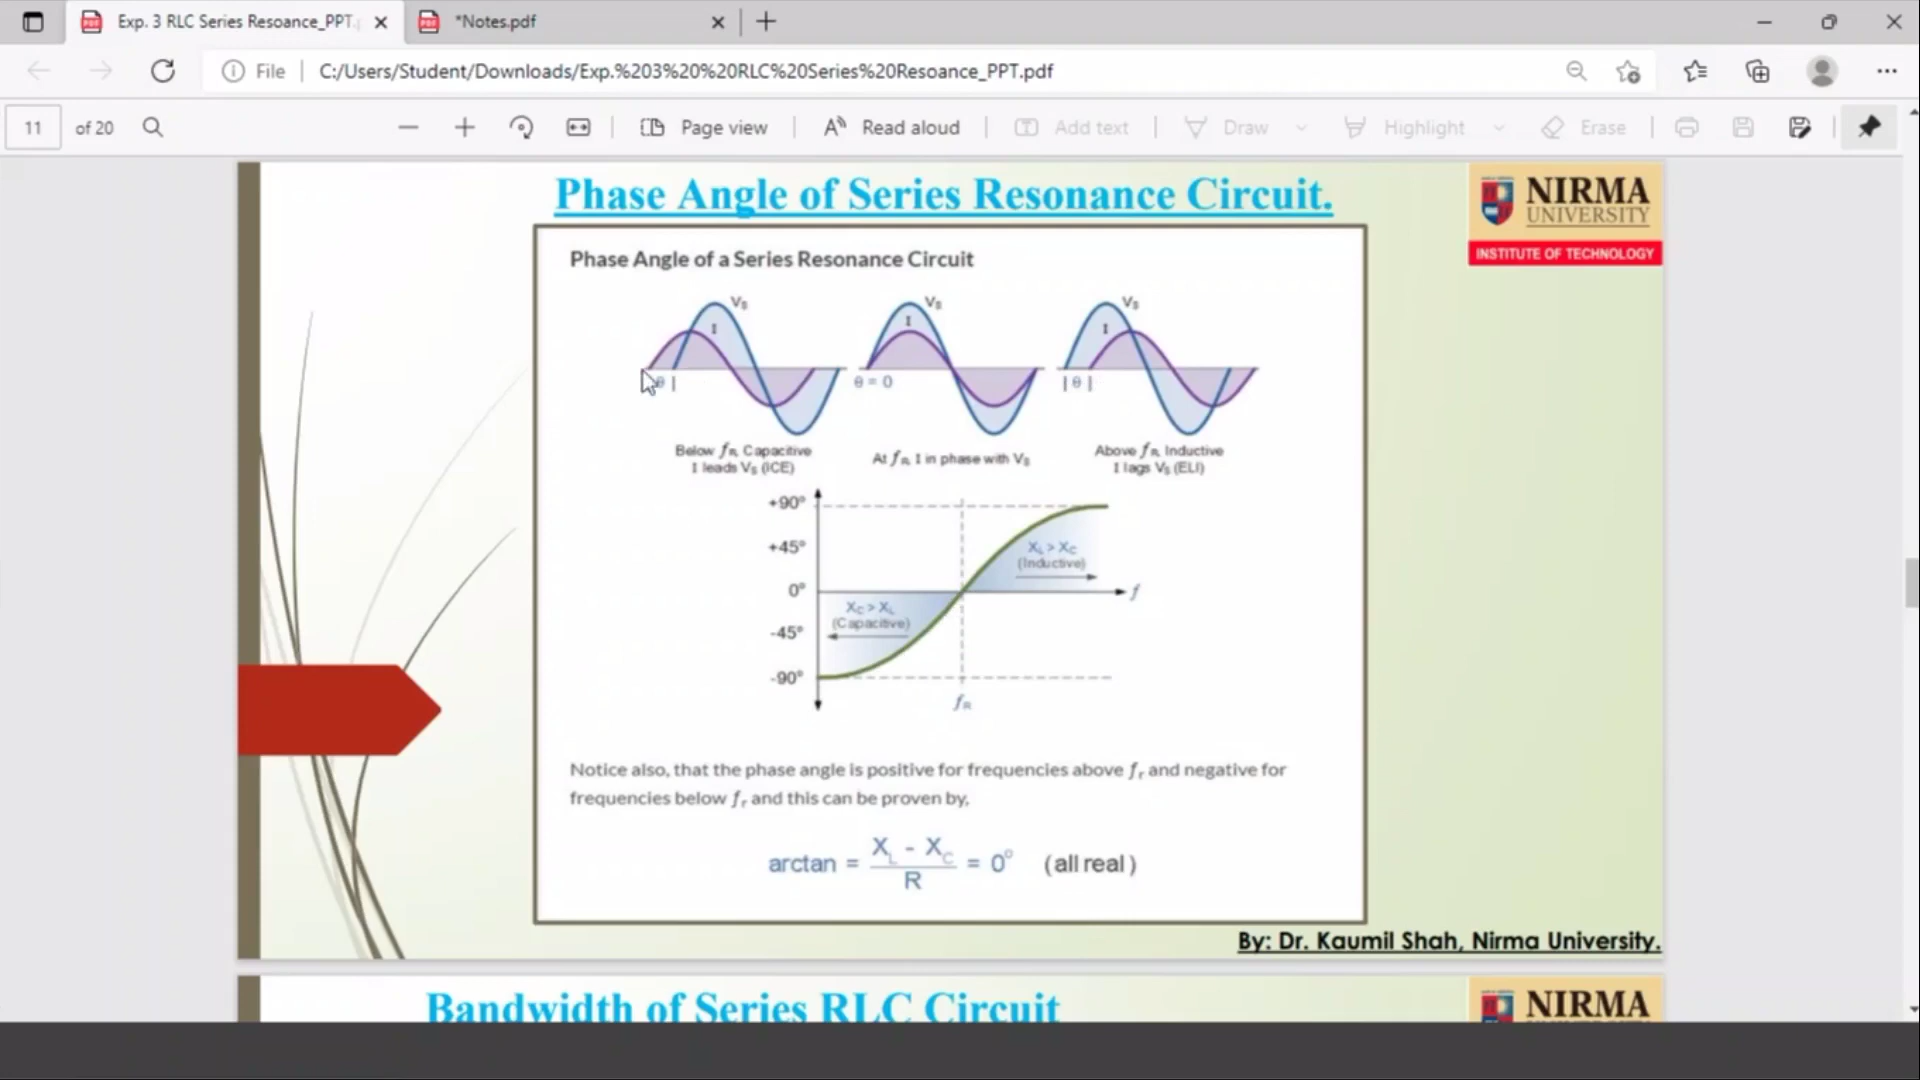 Exp. 3 RLC Series Resoance_PPT.
*Notes.pdf
File
C:/Users/Student/Downloads/Exp.%203%20%20RLC%20Series%20Resoance_PPT.pdf
11 of 20
Page view
Read aloud
Add text
Draw
Highlight
Erase
Phase Angle of Series Resonance Circuit.
NIRMA
UNIVERSITY
INSTITUTE OF TECHNOLOGY
Phase Angle of a Series Resonance Circuit
VS
I
VS
I
VS
I
θ |
θ = 0
| θ |
Below fR, Capacitive
I leads VS (ICE)
At fR, I in phase with VS
Above fR, Inductive
I lags VS (ELI)
+90°
+45°
XL > XC
(Inductive)
0°
f
XC > XL
(Capacitive)
-45°
-90°
fR
Notice also, that the phase angle is positive for frequencies above fr and negative for
frequencies below fr and this can be proven by,
arctan = XL - XC / R = 0° (all real)
By: Dr. Kaumil Shah, Nirma University.
Bandwidth of Series RLC Circuit
NIRMA